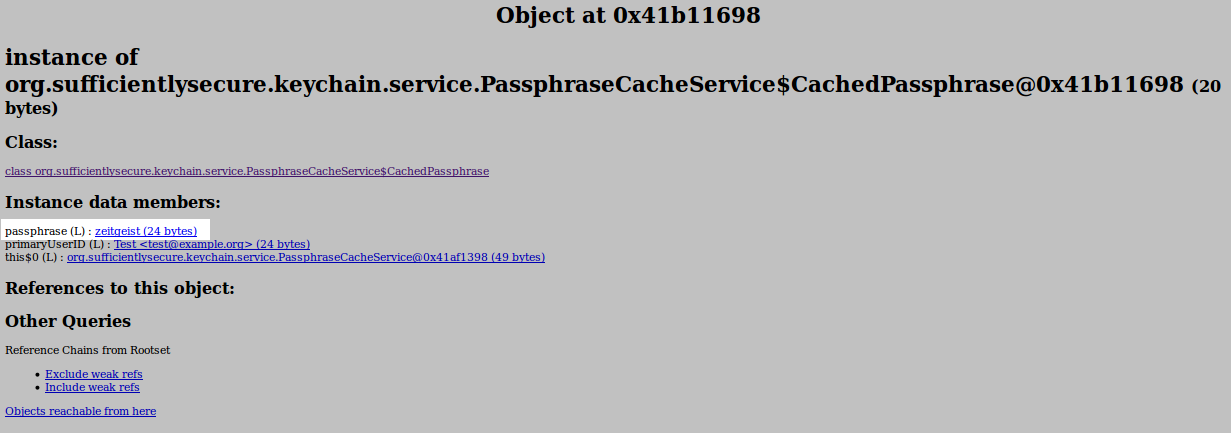 Object at 0x41b11698
instance of
org.sufficientlysecure.keychain.service.PassphraseCacheService$CachedPassphrase@0x41b11698 (20
bytes)
Class:
class org.sufficientlysecure.keychain.service.PassphraseCacheService$CachedPassphrase
Instance data members:
passphrase (L) : zeitgeist (24 bytes)
primaryUserID (L) : Test <test@example.org> (24 bytes)
this$0 (L) : org.sufficientlysecure.keychain.service.PassphraseCacheService@0x41af1398 (49 bytes)
References to this object:
Other Queries
Reference Chains from Rootset
• Exclude weak refs
• Include weak refs
Objects reachable from here